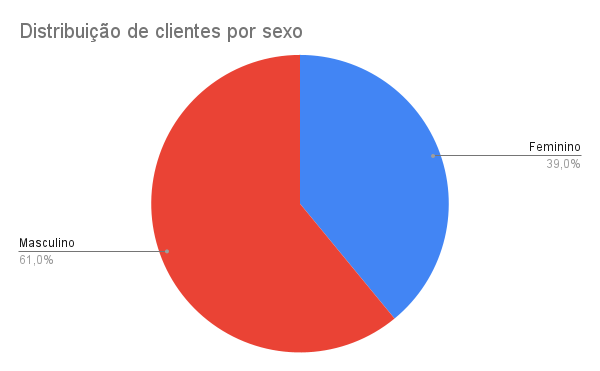 Distribuição de clientes por sexo
Feminino
39,0%
Masculino
61,0%